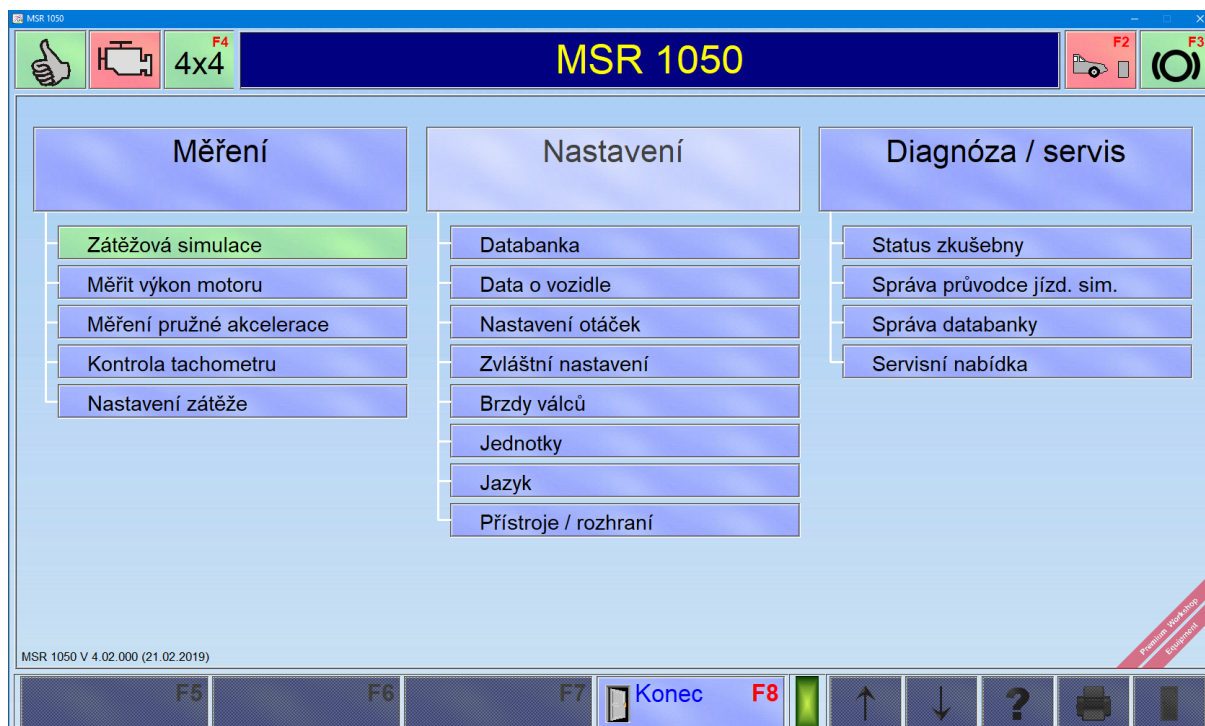 MSR 1050
F4
4x4
MSR 1050
F2
F3
Měření
Zátěžová simulace
Měřit výkon motoru
Měření pružné akcelerace
Kontrola tachometru
Nastavení zátěže
Nastavení
Databanka
Data o vozidle
Nastavení otáček
Zvláštní nastavení
Brzdy válců
Jednotky
Jazyk
Přístroje / rozhraní
Diagnóza / servis
Status zkušebny
Správa průvodce jízd. sim.
Správa databanky
Servisní nabídka
Premium Workshop
Equipment
MSR 1050 V 4.02.000 (21.02.2019)
F5
F6
F7
Konec F8
?